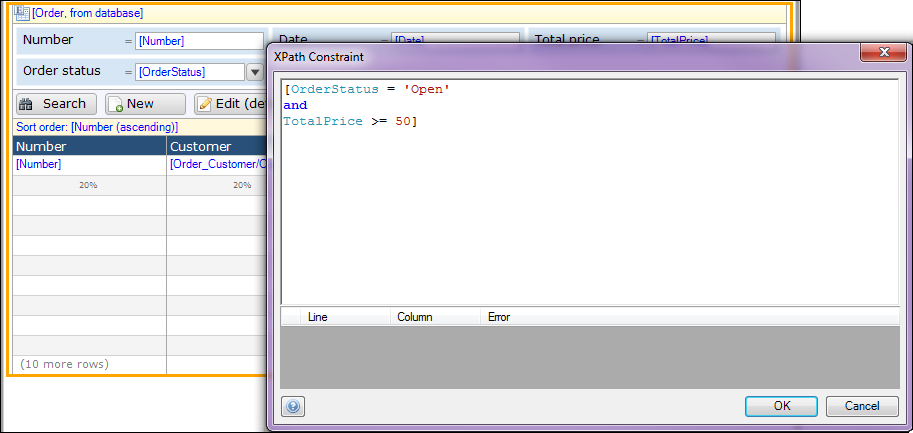 [Order, from database]
Number = [Number] Date = [Date] Total price = [TotalPrice]
Order status = [OrderStatus]
Search New Edit (de
Sort order: [Number (ascending)]
Number Customer
[Number] [Order_Customer/C
20% 20%
(10 more rows)
XPath Constraint
[OrderStatus = 'Open'
and
TotalPrice >= 50]
Line Column Error
OK Cancel